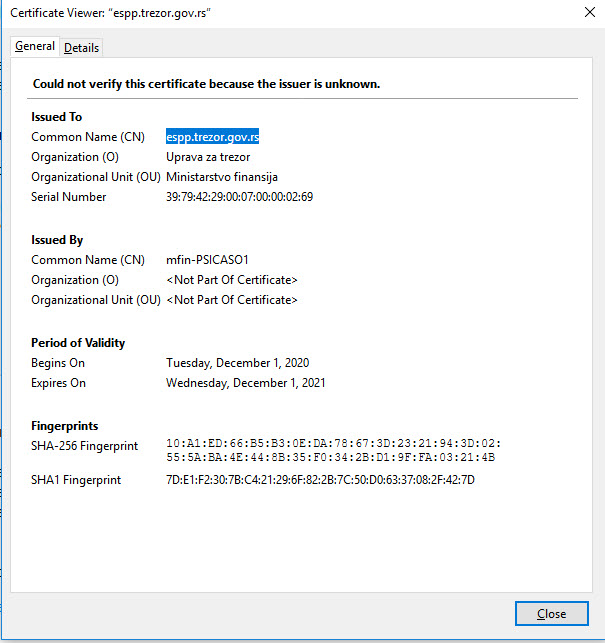 Certificate Viewer: “espp.trezor.gov.rs”
General Details
Could not verify this certificate because the issuer is unknown.
Issued To
Common Name (CN) espp.trezor.gov.rs
Organization (O) Uprava za trezor
Organizational Unit (OU) Ministarstvo finansija
Serial Number 39:79:42:29:00:07:00:00:02:69
Issued By
Common Name (CN) mfin-PSICASO1
Organization (O) <Not Part Of Certificate>
Organizational Unit (OU) <Not Part Of Certificate>
Period of Validity
Begins On Tuesday, December 1, 2020
Expires On Wednesday, December 1, 2021
Fingerprints
SHA-256 Fingerprint 10:A1:ED:66:B5:B3:0E:DA:78:67:3D:23:21:94:3D:02:
55:5A:BA:4E:44:8B:35:F0:34:2B:D1:9F:FA:03:21:4B
SHA1 Fingerprint 7D:E1:F2:30:7B:C4:21:29:6F:82:2B:7C:50:D0:63:37:08:2F:42:7D
Close